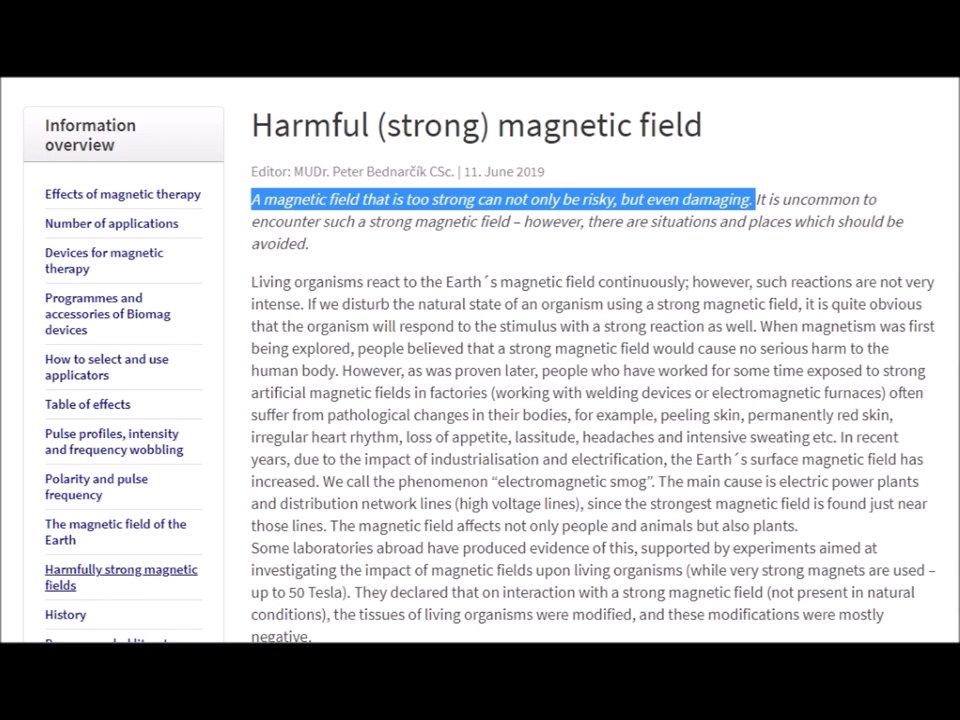 Information
overview
Effects of magnetic therapy
Number of applications
Devices for magnetic
therapy
Programmes and
accessories of Biomag
devices
How to select and use
applicators
Table of effects
Pulse profiles, intensity
and frequency wobbling
Polarity and pulse
frequency
The magnetic field of the
Earth
Harmfully strong magnetic
fields
History
Harmful (strong) magnetic field
Editor: MUDr. Peter Bednarčík CSc. | 11. June 2019
A magnetic field that is too strong can not only be risky, but even damaging. It is uncommon to
encounter such a strong magnetic field – however, there are situations and places which should be
avoided.
Living organisms react to the Earth´s magnetic field continuously; however, such reactions are not very
intense. If we disturb the natural state of an organism using a strong magnetic field, it is quite obvious
that the organism will respond to the stimulus with a strong reaction as well. When magnetism was first
being explored, people believed that a strong magnetic field would cause no serious harm to the
human body. However, as was proven later, people who have worked for some time exposed to strong
artificial magnetic fields in factories (working with welding devices or electromagnetic furnaces) often
suffer from pathological changes in their bodies, for example, peeling skin, permanently red skin,
irregular heart rhythm, loss of appetite, lassitude, headaches and intensive sweating etc. In recent
years, due to the impact of industrialisation and electrification, the Earth´s surface magnetic field has
increased. We call the phenomenon “electromagnetic smog”. The main cause is electric power plants
and distribution network lines (high voltage lines), since the strongest magnetic field is found just near
those lines. The magnetic field affects not only people and animals but also plants.
Some laboratories abroad have produced evidence of this, supported by experiments aimed at
investigating the impact of magnetic fields upon living organisms (while very strong magnets are used –
up to 50 Tesla). They declared that on interaction with a strong magnetic field (not present in natural
conditions), the tissues of living organisms were modified, and these modifications were mostly
negative.